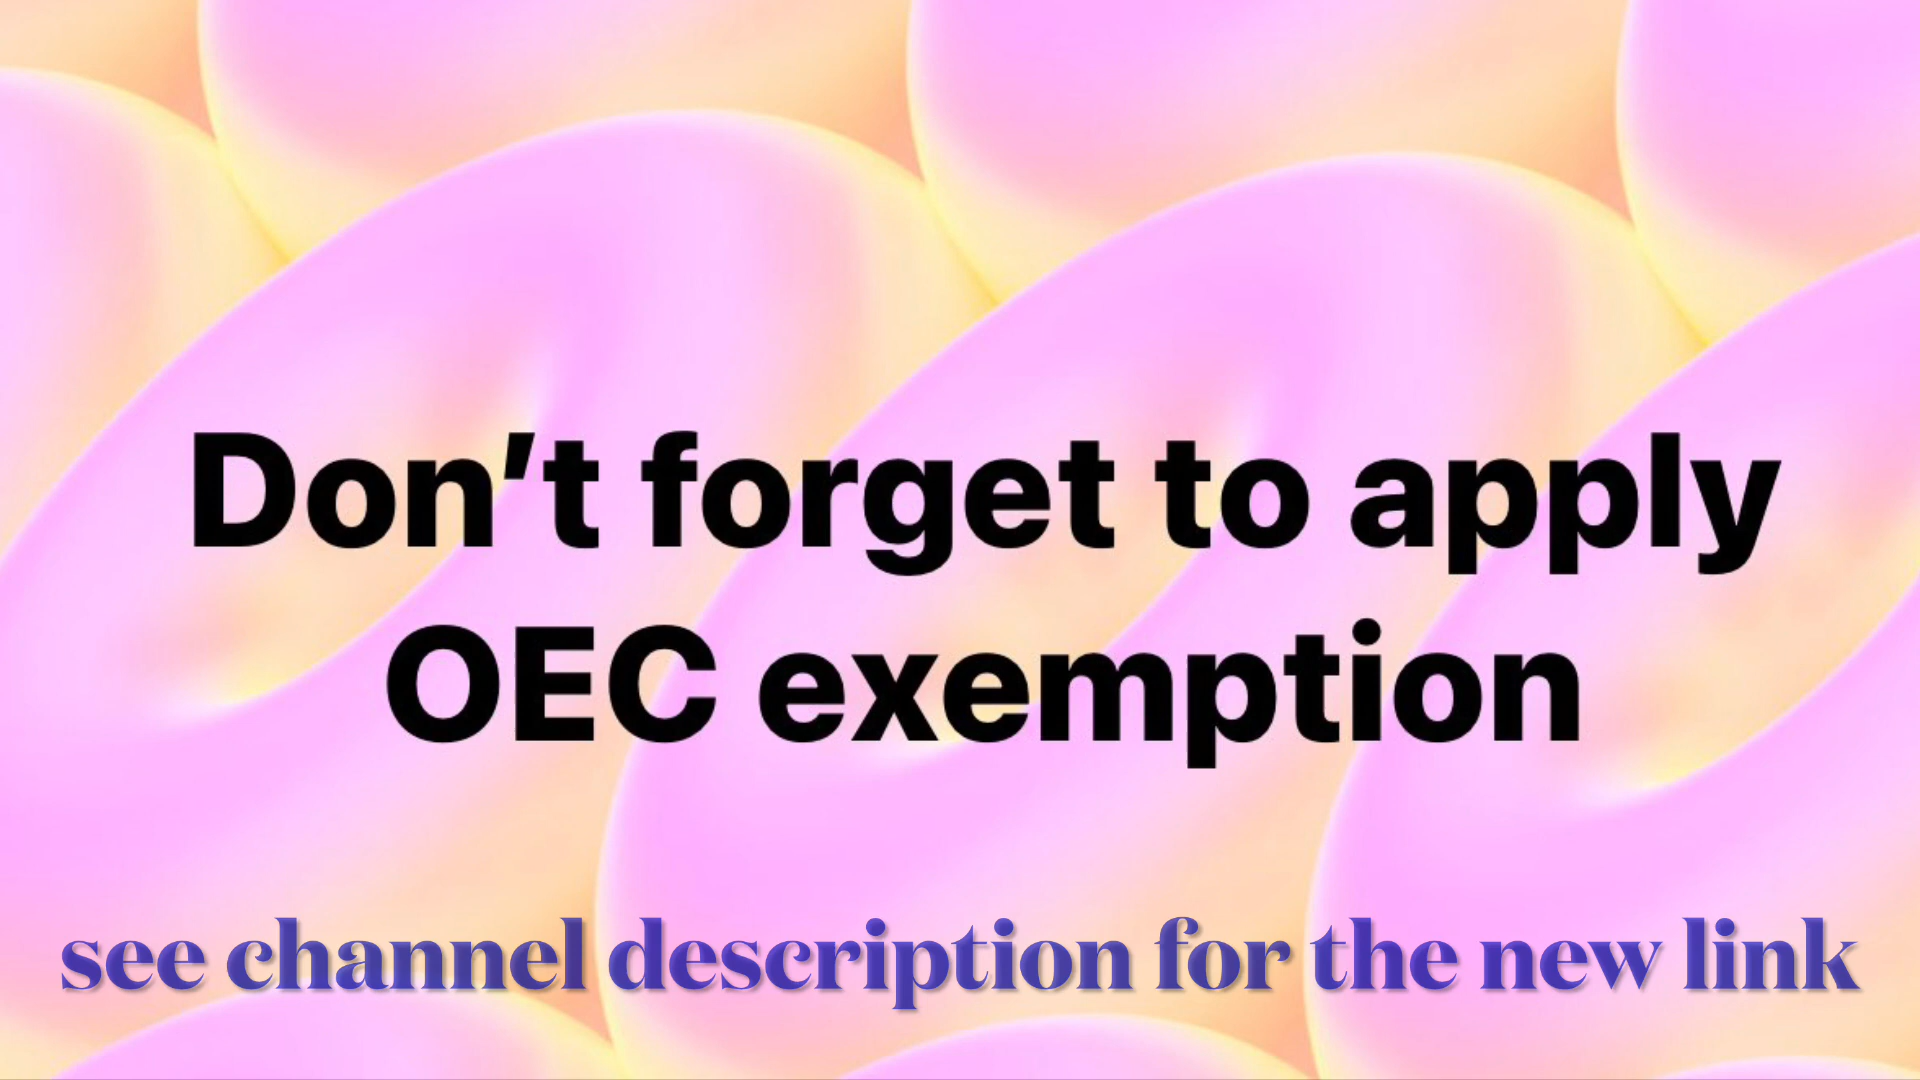 Don’t forget to apply
OEC exemption
see channel description for the new link